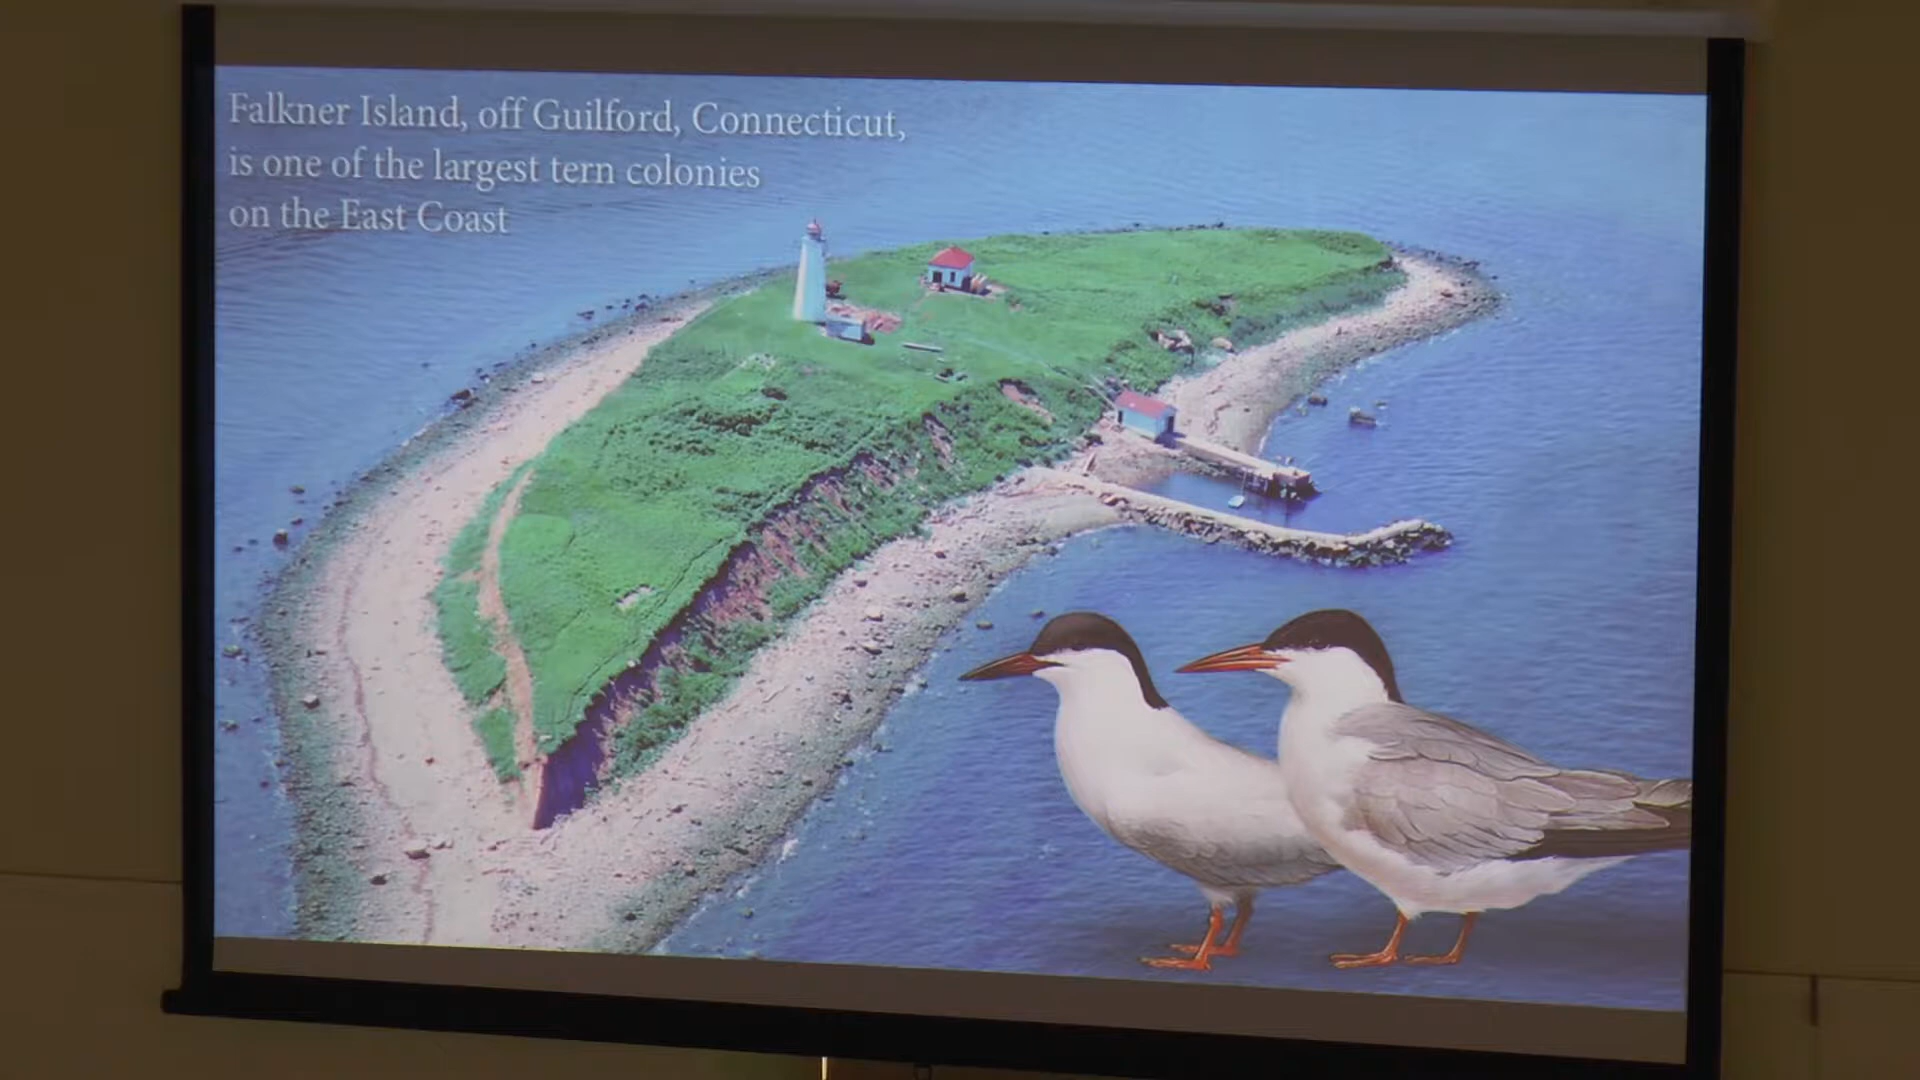 Falkner Island, off Guilford, Connecticut,
is one of the largest tern colonies
on the East Coast